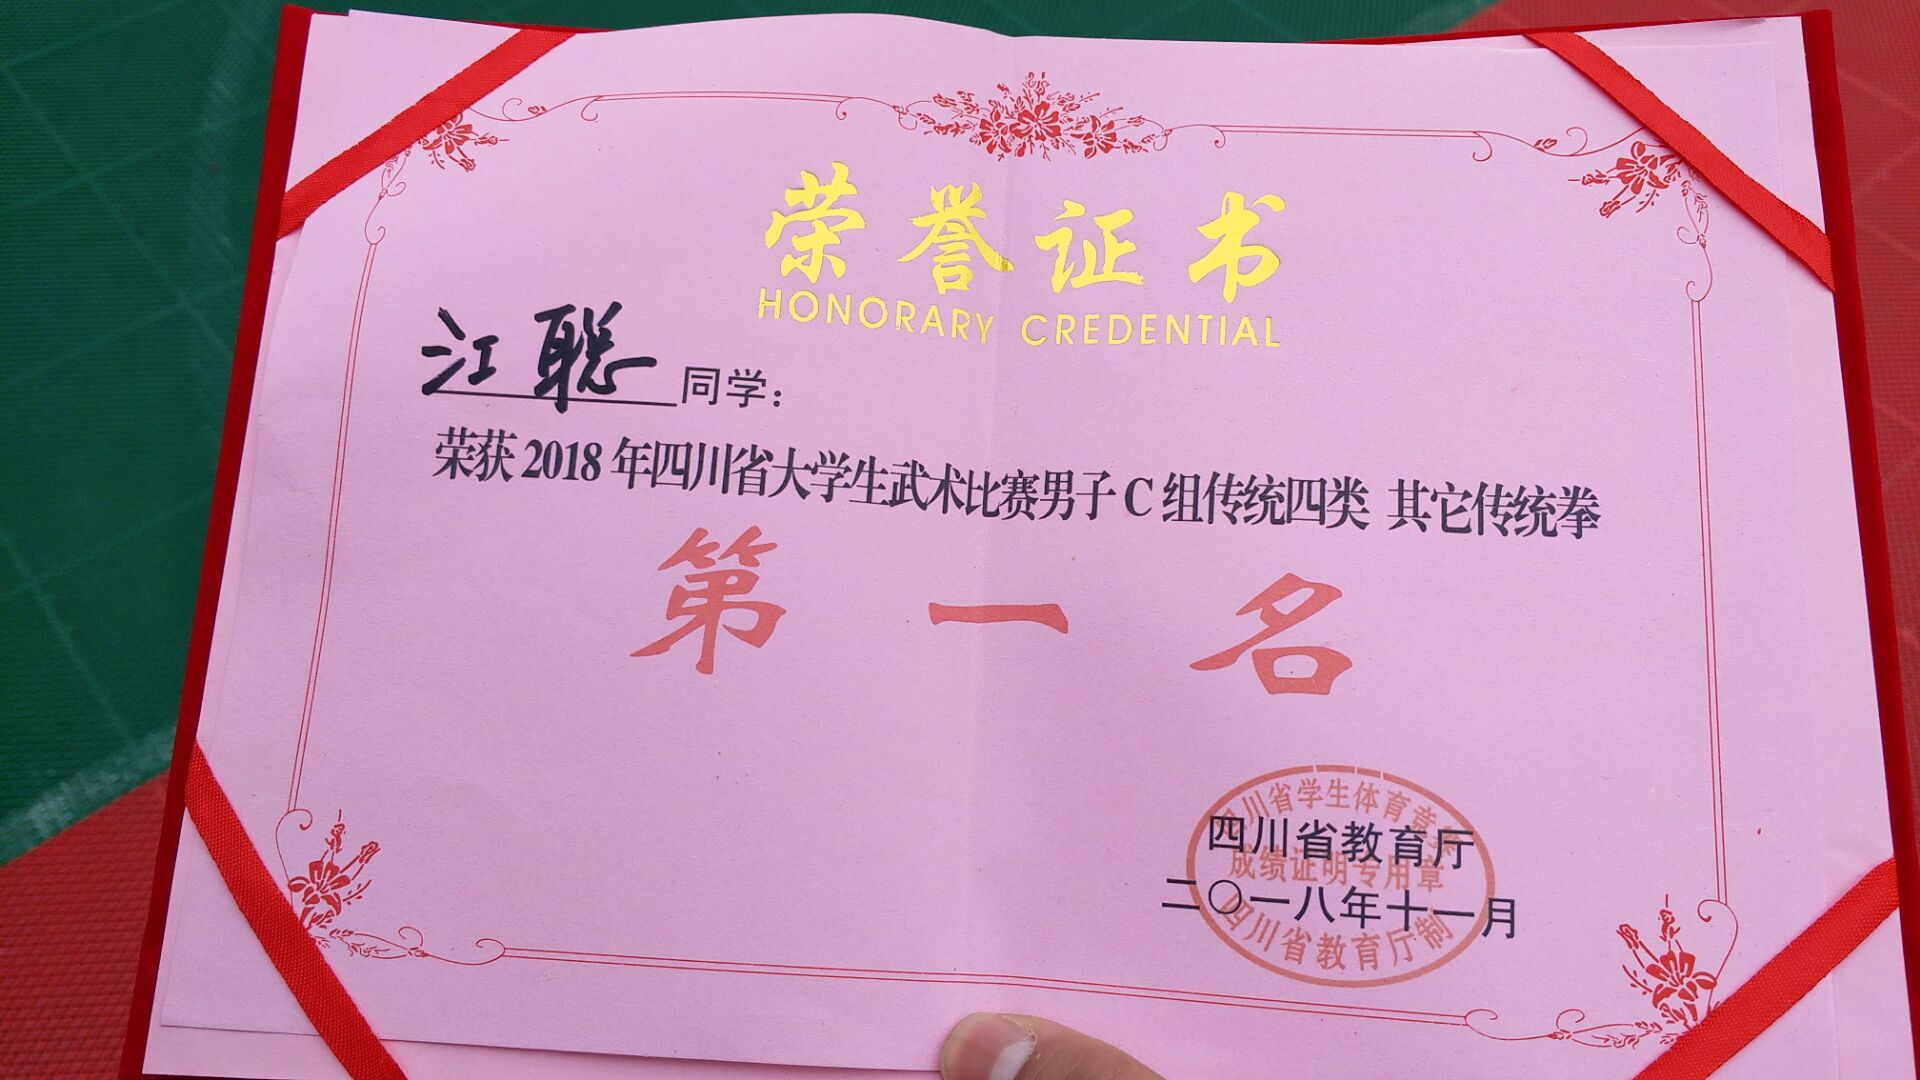 荣誉证书
HONORARY CREDENTIAL
江聪同学：
荣获2018年四川省大学生武术比赛男子C组传统四类 其它传统拳
第一名
四川省学生体育竞赛
四川省教育厅
成绩证明专用章
二〇一八年十一月
四川省教育厅制